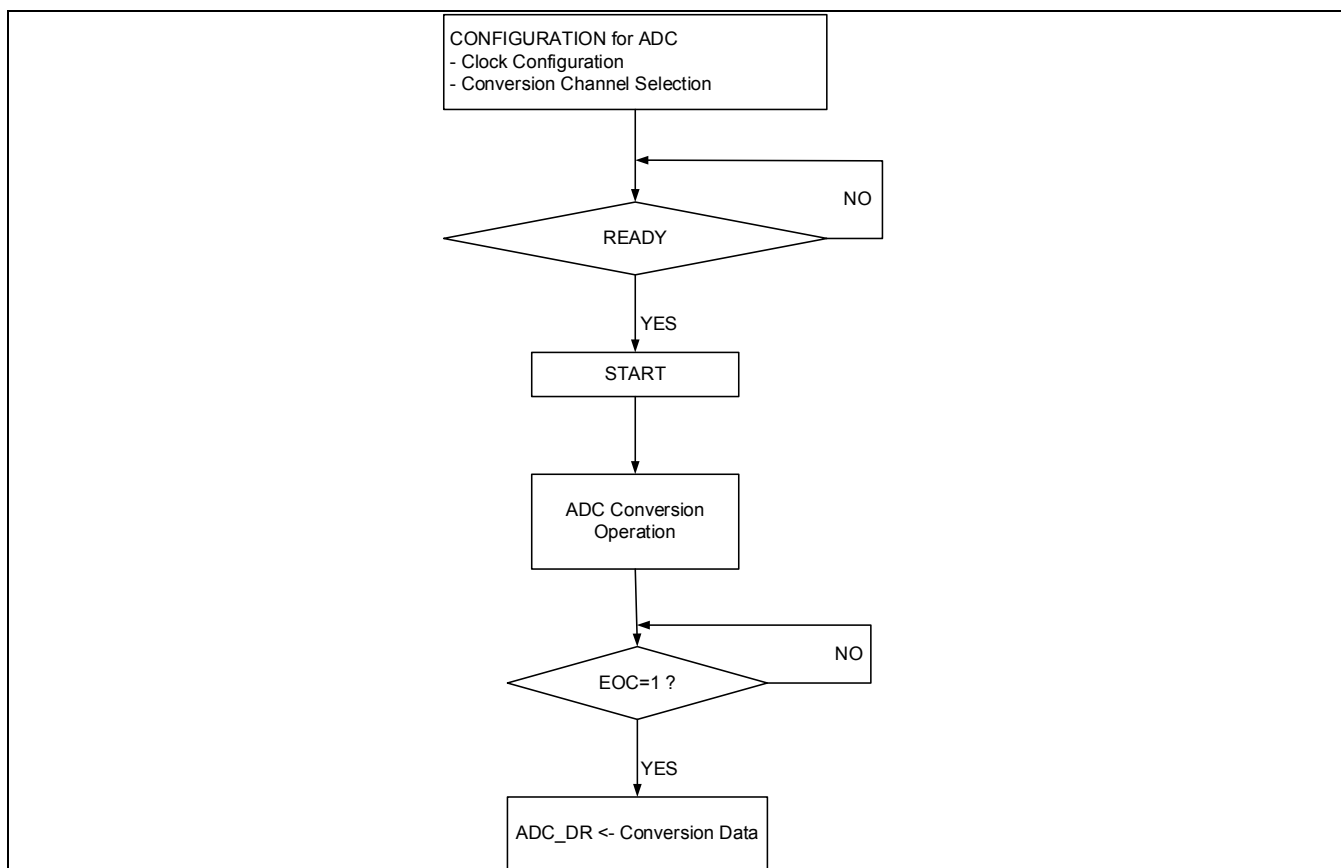 CONFIGURATION for ADC
- Clock Configuration
- Conversion Channel Selection
NO
READY
YES
START
ADC Conversion
Operation
NO
EOC=1 ?
YES
ADC_DR <- Conversion Data